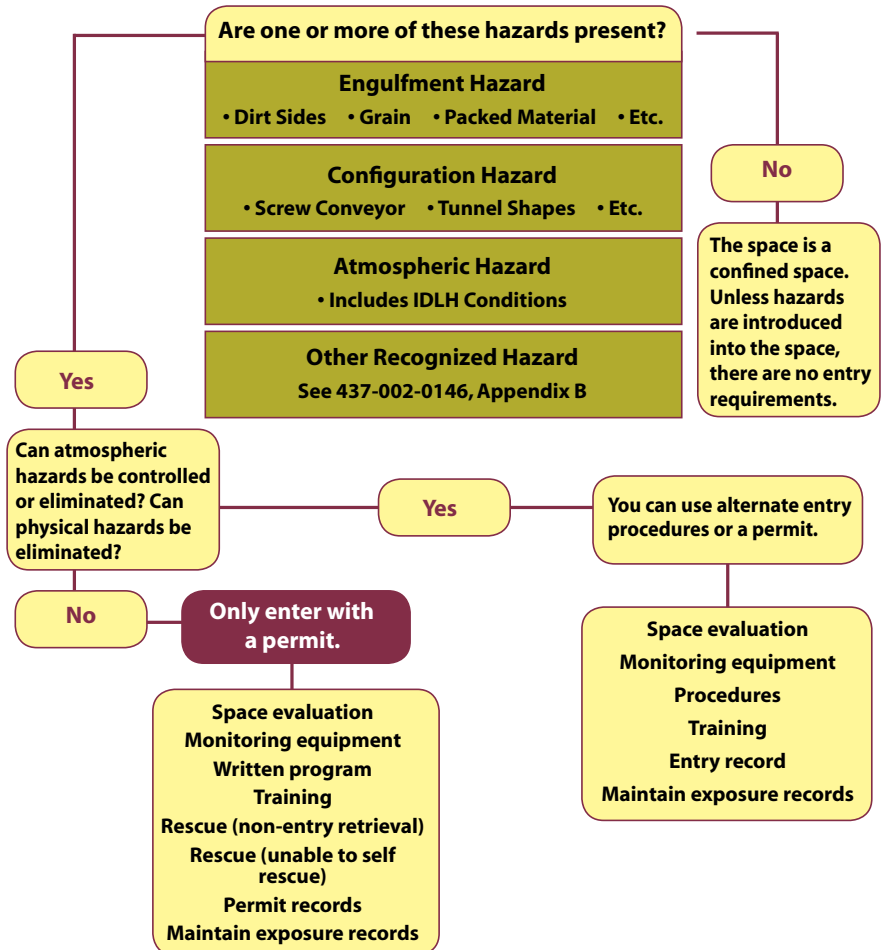 Are one or more of these hazards present?
Engulfment Hazard
• Dirt Sides • Grain • Packed Material • Etc.
Configuration Hazard
• Screw Conveyor • Tunnel Shapes • Etc.
Atmospheric Hazard
• Includes IDLH Conditions
Other Recognized Hazard
See 437-002-0146, Appendix B
No
The space is a
confined space.
Unless hazards
are introduced
into the space,
there are no entry
requirements.
Yes
Can atmospheric
hazards be controlled
or eliminated? Can
physical hazards be
eliminated?
Yes
You can use alternate entry
procedures or a permit.
Space evaluation
Monitoring equipment
Procedures
Training
Entry record
Maintain exposure records
No
Only enter with
a permit.
Space evaluation
Monitoring equipment
Written program
Training
Rescue (non-entry retrieval)
Rescue (unable to self
rescue)
Permit records
Maintain exposure records